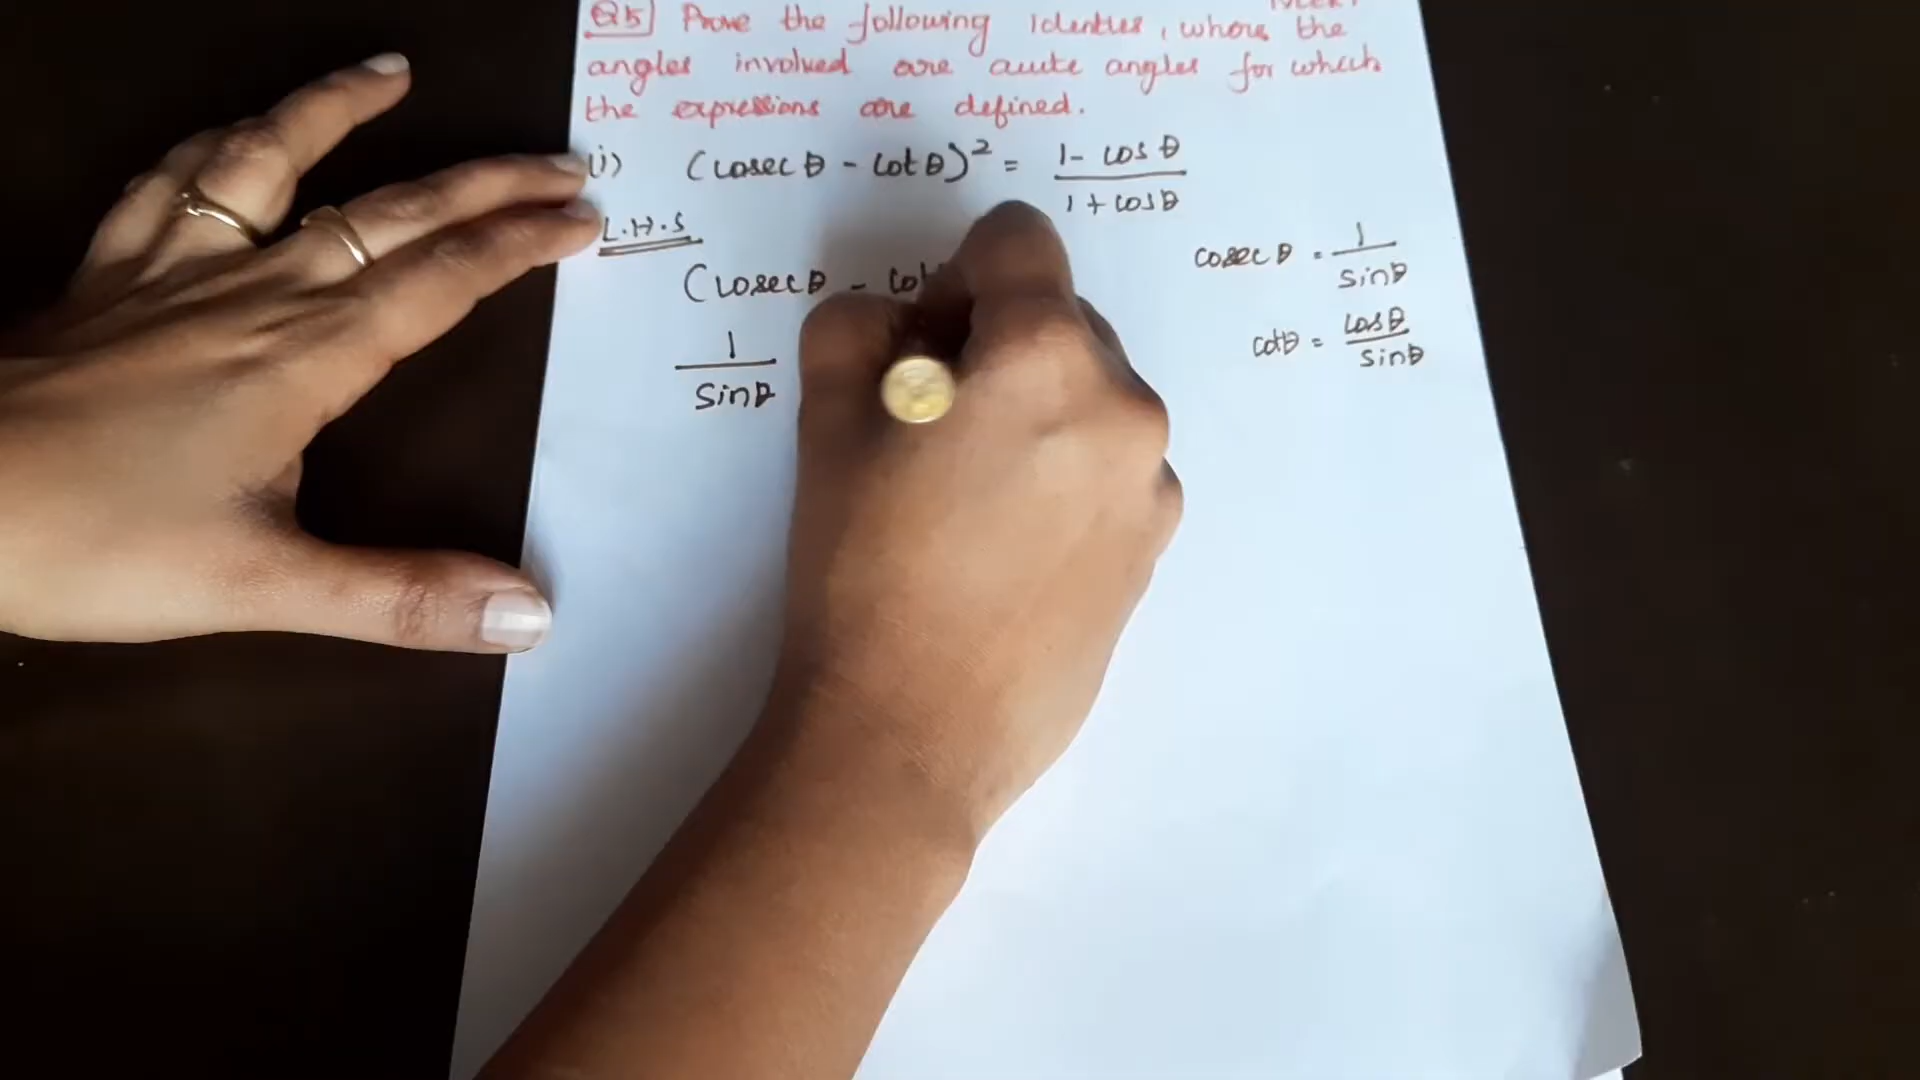 Q5 Prove the following identies, where the
angles involved are acute angles for which
the expressions are defined.
(i) (cosec θ - cot θ)² = 1 - cos θ / 1 + cos θ
L.H.S
(cosec θ - cot
1 / sin θ
cosec θ = 1 / sin θ
cot θ = cos θ / sin θ